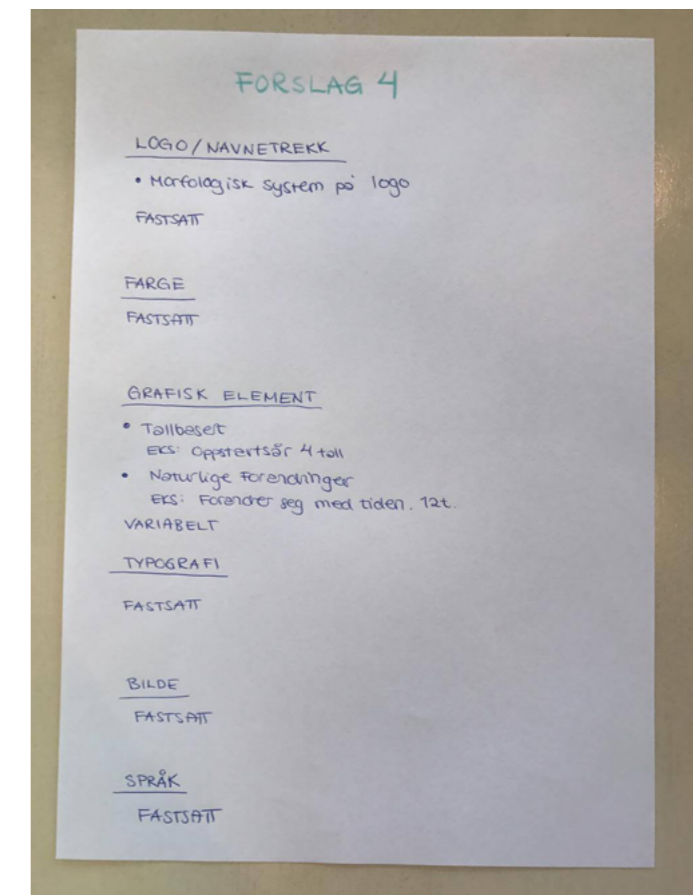 FORSLAG 4
LOGO/NAVNETREKK
• Morfologisk system på logo
FASTSATT
FARGE
FASTSATT
GRAFISK ELEMENT
• Tallbasert
EKS: Oppstartsår 4 tall
• Naturlige forandringer
EKS: Forandrer seg med tiden. 12t.
VARIABELT
TYPOGRAFI
FASTSATT
BILDE
FASTSATT
SPRÅK
FASTSATT